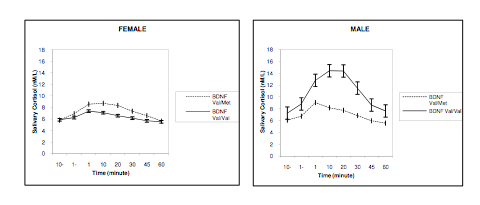 FEMALE
Salivary Cortisol (nM/L)
18
16
14
12
10
8
6
4
2
0
10- 1- 1 10 20 30 45 60
Time (minute)
BDNF
Val/Met
BDNF
Val/Val
MALE
Salivary Cortisol (nM/L)
18
16
14
12
10
8
6
4
2
0
10- 1- 1 10 20 30 45 60
Time (minute)
BDNF
Val/Met
BDNF Val/Val